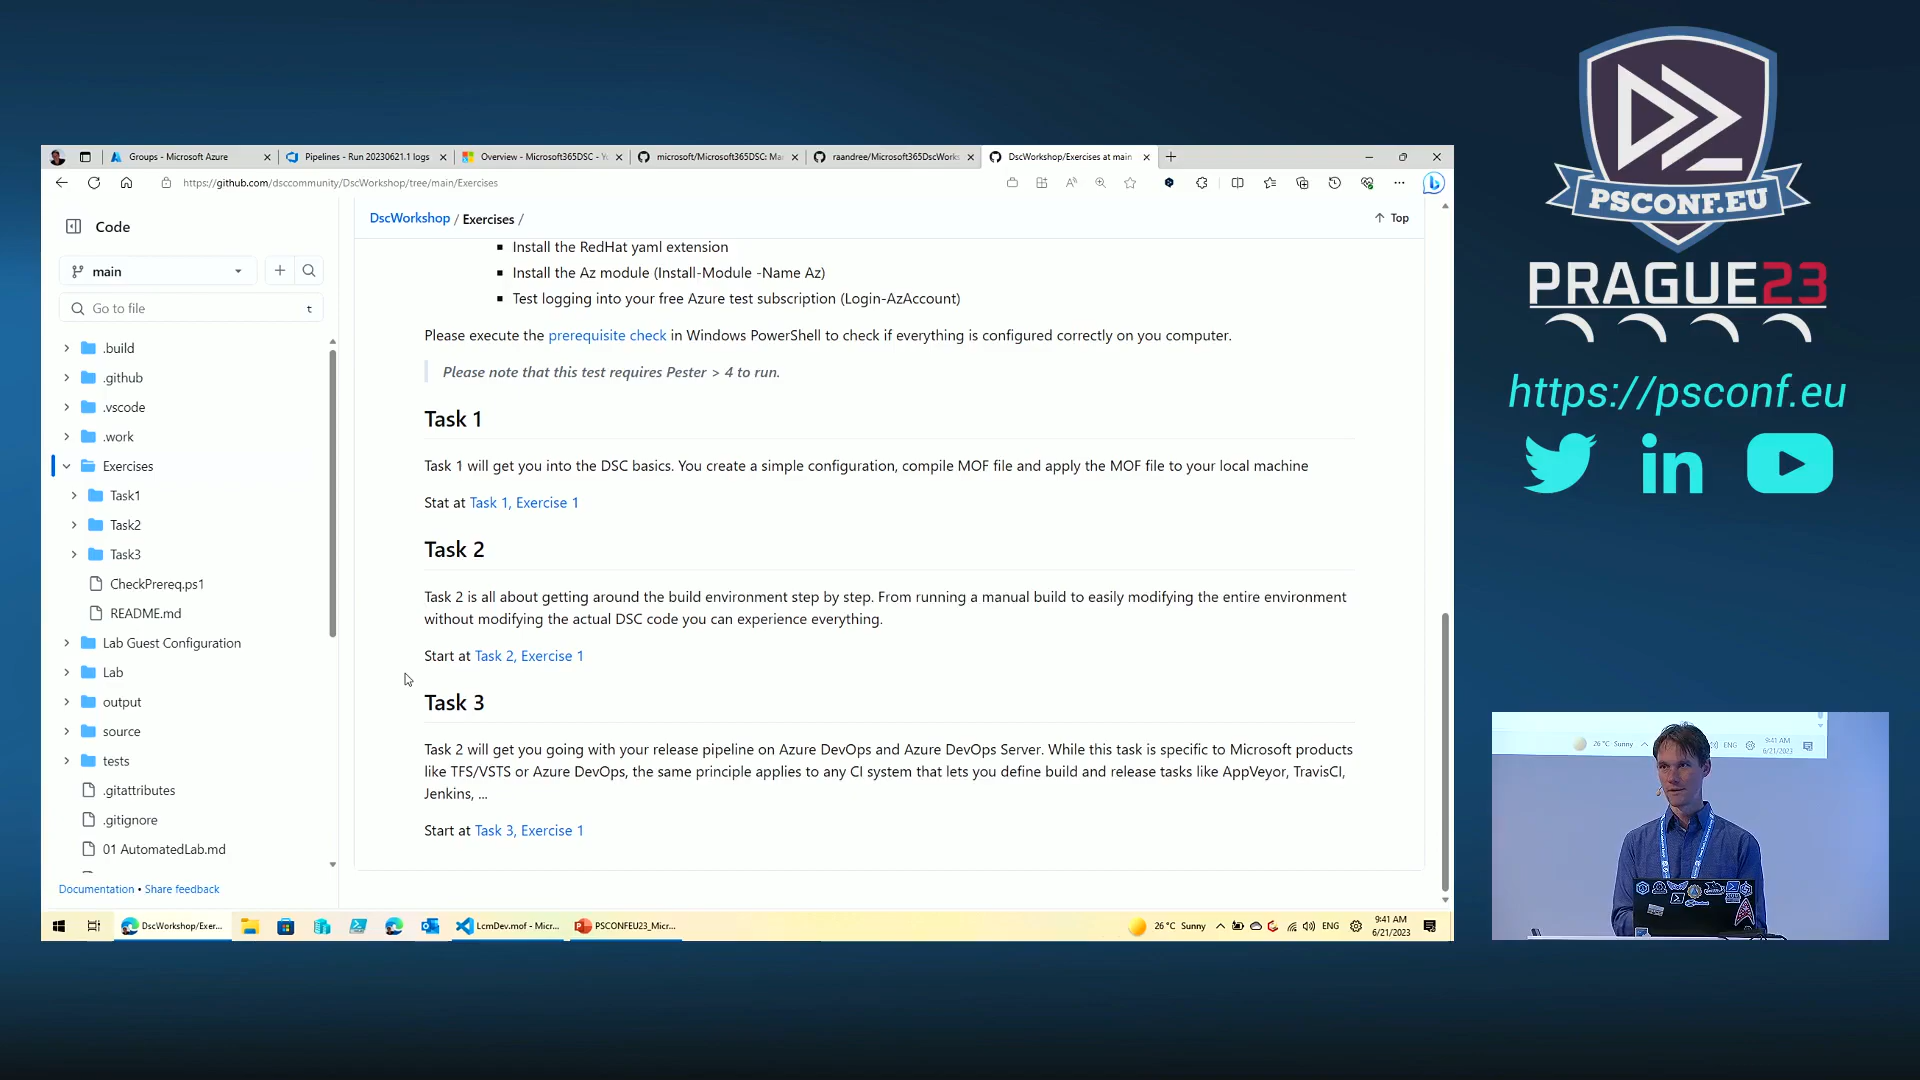 Groups - Microsoft Azure
Pipelines - Run 20230621.1 logs
Overview - Microsoft365DSC - Yo
microsoft/Microsoft365DSC: Ma
raandree/Microsoft365DscWorks
DscWorkshop/Exercises at main
https://github.com/dsccommunity/DscWorkshop/tree/main/Exercises
Code
main
Go to file
t
.build
.github
.vscode
.work
Exercises
Task1
Task2
Task3
CheckPrereq.ps1
README.md
Lab Guest Configuration
Lab
output
source
tests
.gitattributes
.gitignore
01 AutomatedLab.md
Documentation • Share feedback
DscWorkshop / Exercises /
Top
Install the RedHat yaml extension
Install the Az module (Install-Module -Name Az)
Test logging into your free Azure test subscription (Login-AzAccount)
Please execute the prerequisite check in Windows PowerShell to check if everything is configured correctly on you computer.
Please note that this test requires Pester > 4 to run.
Task 1
Task 1 will get you into the DSC basics. You create a simple configuration, compile MOF file and apply the MOF file to your local machine
Stat at Task 1, Exercise 1
Task 2
Task 2 is all about getting around the build environment step by step. From running a manual build to easily modifying the entire environment
without modifying the actual DSC code you can experience everything.
Start at Task 2, Exercise 1
Task 3
Task 2 will get you going with your release pipeline on Azure DevOps and Azure DevOps Server. While this task is specific to Microsoft products
like TFS/VSTS or Azure DevOps, the same principle applies to any CI system that lets you define build and release tasks like AppVeyor, TravisCI,
Jenkins, ...
Start at Task 3, Exercise 1
DscWorkshop/Exer...
LcmDev.mof - Micr...
PSCONFEU23_Micr...
26°C Sunny
ENG
9:41 AM
6/21/2023
PSCONF.EU
PRAGUE23
https://psconf.eu
in
26°C Sunny
ENG
9:41 AM
6/21/2023